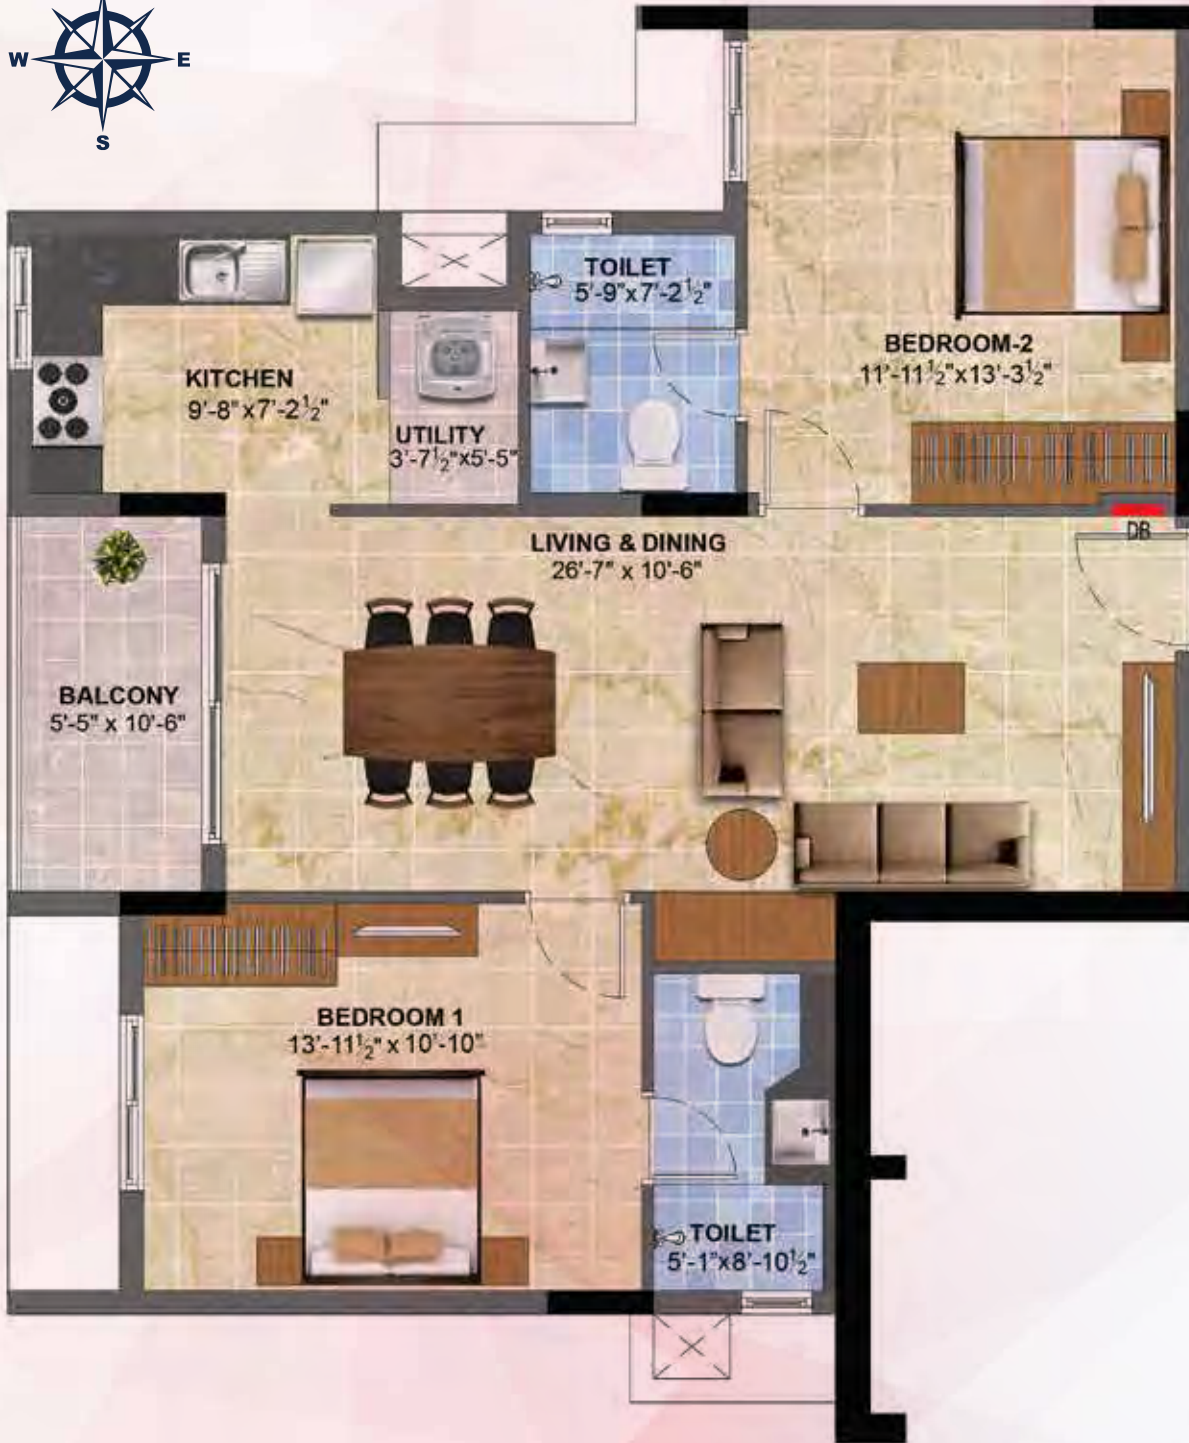 W E
S
TOILET
5'-9"x7'-2½"
BEDROOM-2
11'-11½"x13'-3½"
KITCHEN
9'-8"x7'-2½"
UTILITY
3'-7½"x5'-5"
DB
LIVING & DINING
26'-7" x 10'-6"
BALCONY
5'-5" x 10'-6"
BEDROOM 1
13'-11½" x 10'-10"
TOILET
5'-1"x8'-10½"